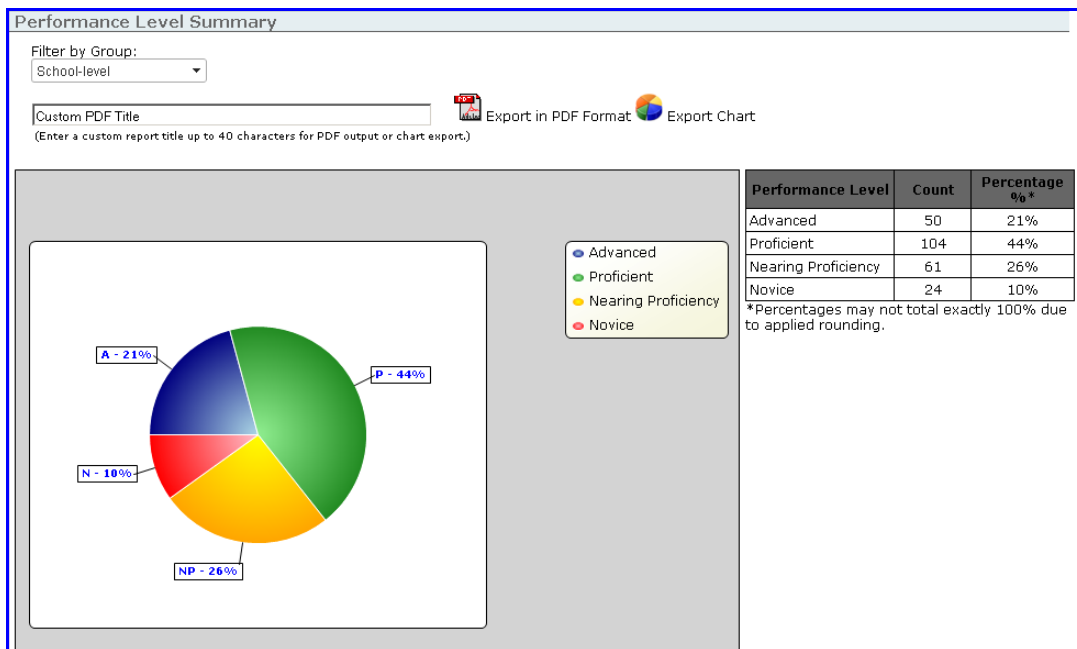 Performance Level Summary
Filter by Group:
School-level
Custom PDF Title
Export in PDF Format
Export Chart
(Enter a custom report title up to 40 characters for PDF output or chart export.)
Performance Level Count Percentage %*
Advanced 50 21%
Proficient 104 44%
Nearing Proficiency 61 26%
Novice 24 10%
*Percentages may not total exactly 100% due
to applied rounding.
Advanced
Proficient
Nearing Proficiency
Novice
A - 21%
P - 44%
N - 10%
NP - 26%